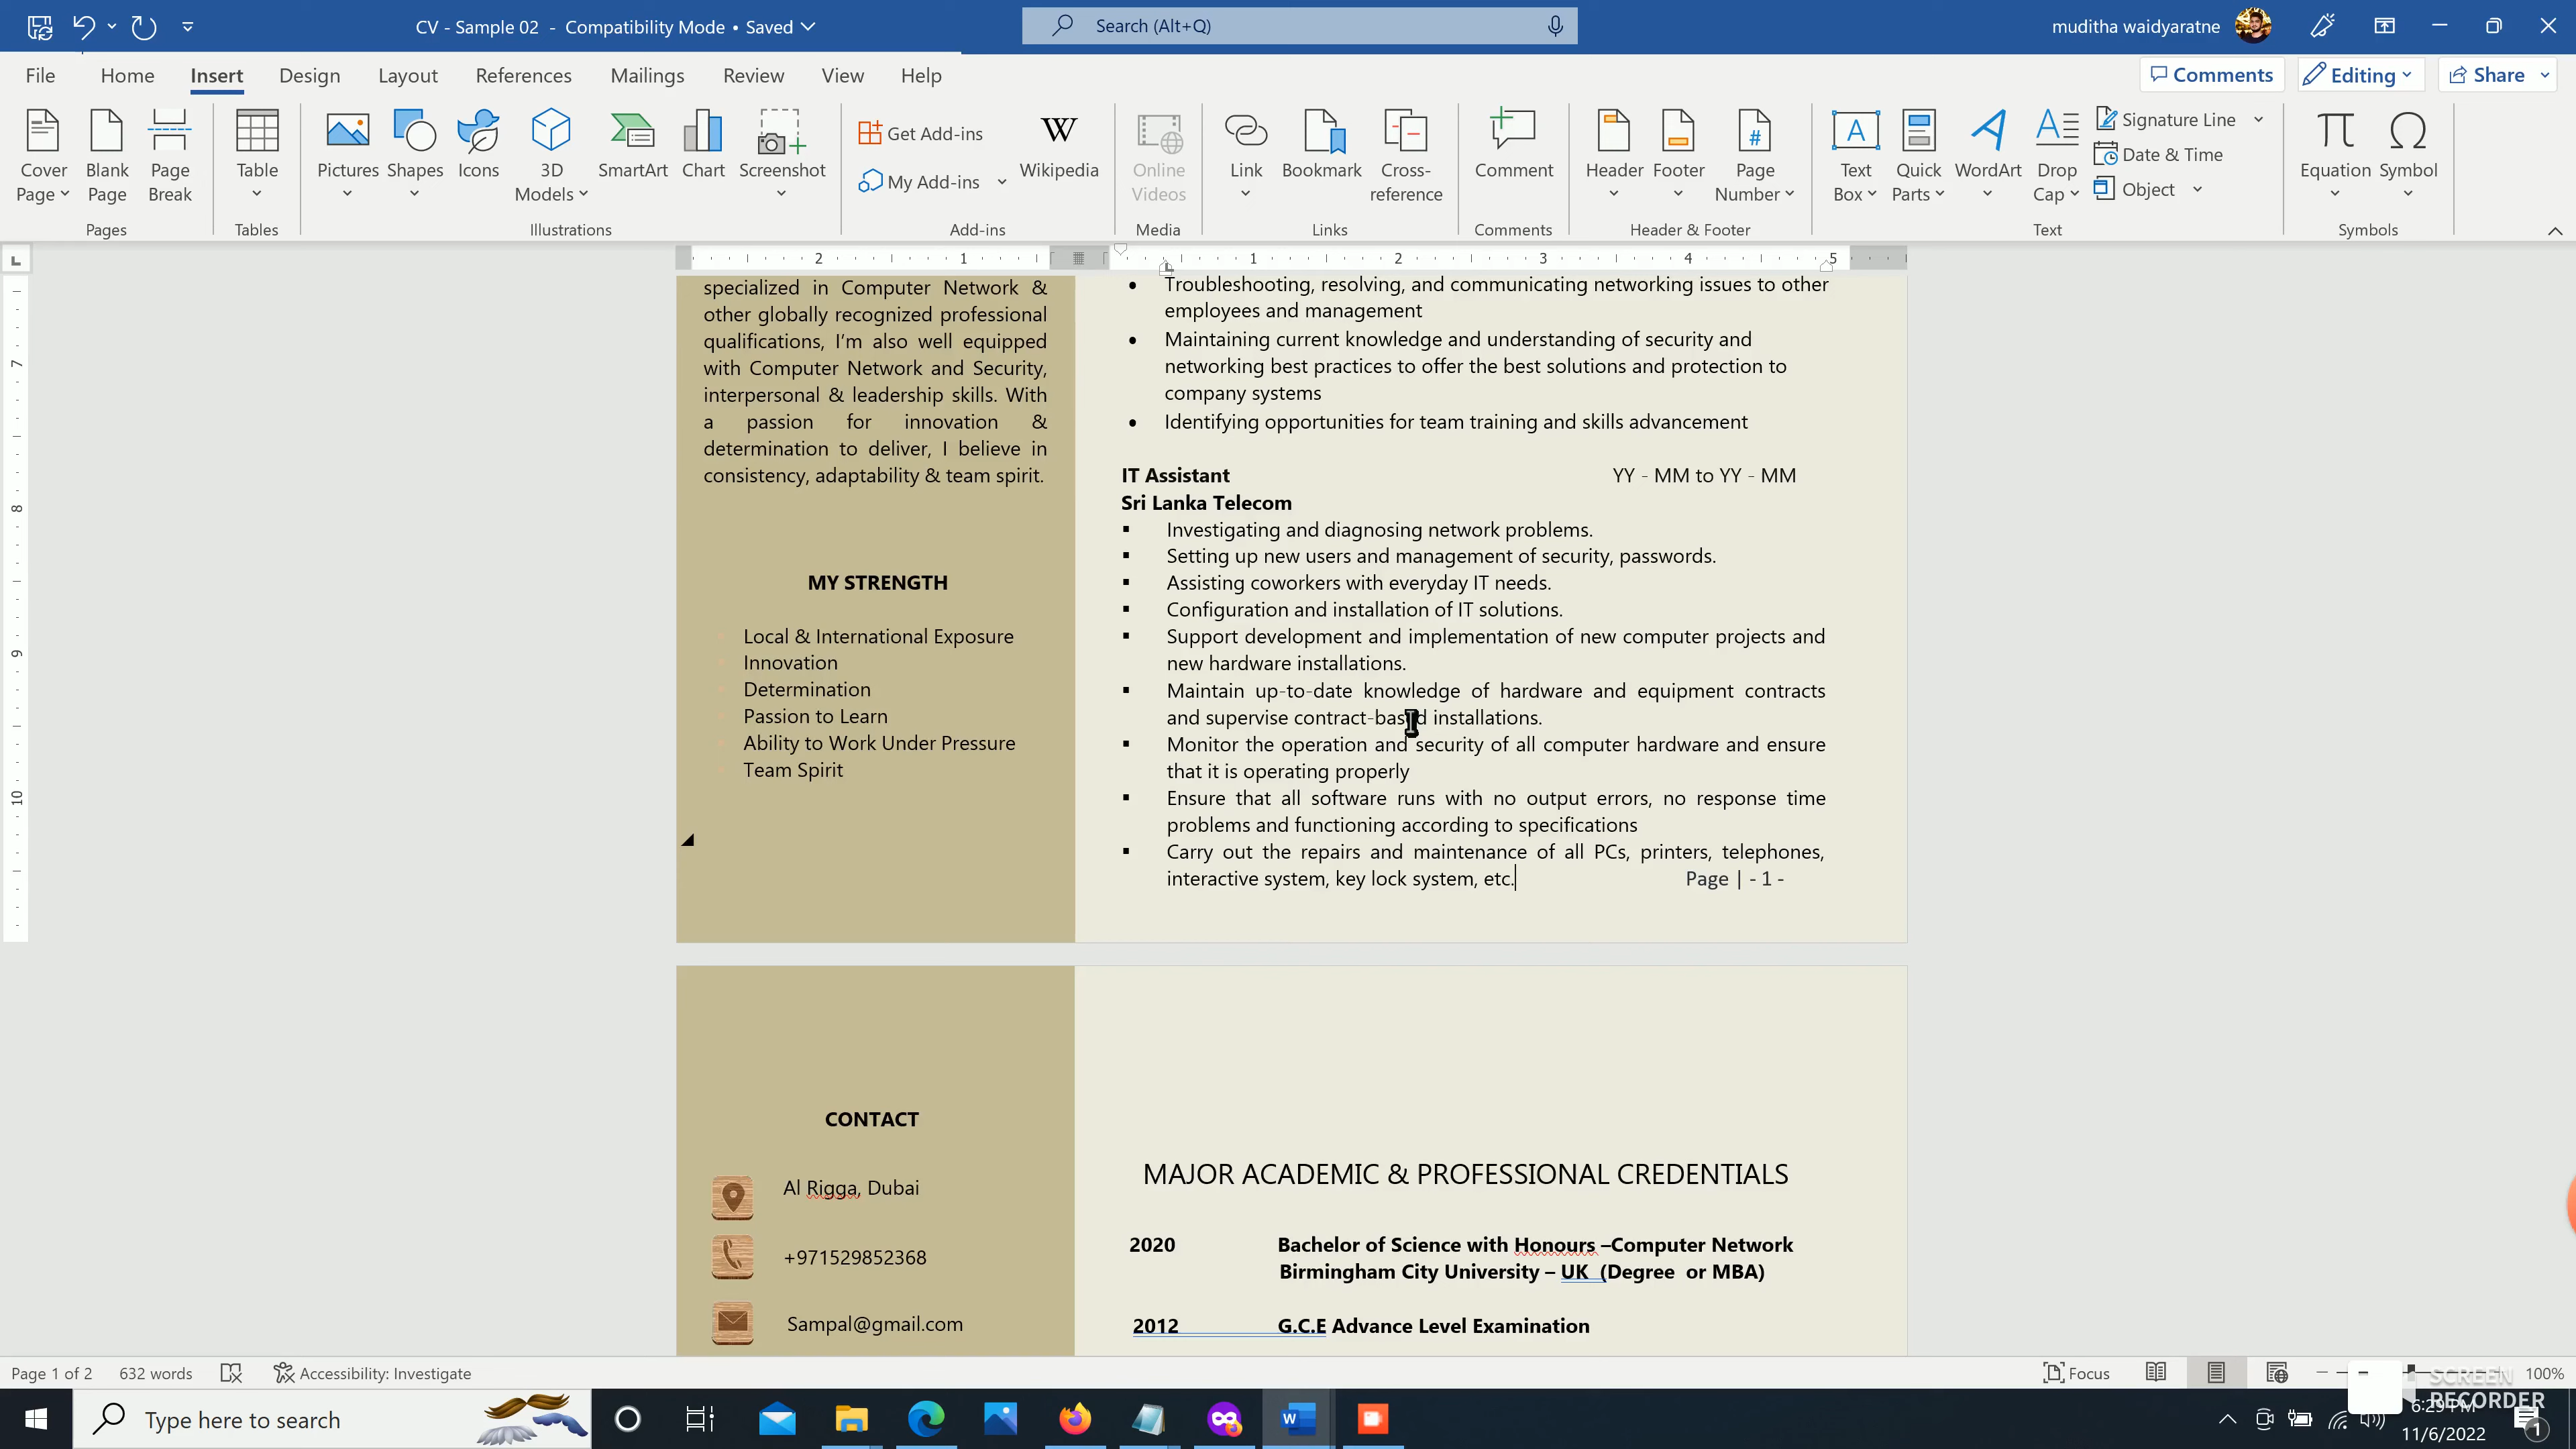 CV - Sample 02 - Compatibility Mode • Saved
Search (Alt+Q)
muditha waidyaratne
File Home Insert Design Layout References Mailings Review View Help
Comments Editing Share
Cover Page
Blank Page
Page Break
Table
Pictures
Shapes
Icons
3D Models
SmartArt
Chart
Screenshot
Get Add-ins
My Add-ins
Wikipedia
Online Videos
Link
Bookmark
Cross-reference
Comment
Header
Footer
Page Number
Text Box
Quick Parts
WordArt
Drop Cap
Signature Line
Date & Time
Object
Equation
Symbol
Pages Tables Illustrations Add-ins Media Links Comments Header & Footer Text Symbols
2 1 1 2 3 4 5
7
8
9
10
specialized in Computer Network &
other globally recognized professional
qualifications, I'm also well equipped
with Computer Network and Security,
interpersonal & leadership skills. With
a passion for innovation &
determination to deliver, I believe in
consistency, adaptability & team spirit.
MY STRENGTH
Local & International Exposure
Innovation
Determination
Passion to Learn
Ability to Work Under Pressure
Team Spirit
• Troubleshooting, resolving, and communicating networking issues to other
employees and management
• Maintaining current knowledge and understanding of security and
networking best practices to offer the best solutions and protection to
company systems
• Identifying opportunities for team training and skills advancement
IT Assistant YY - MM to YY - MM
Sri Lanka Telecom
▪ Investigating and diagnosing network problems.
▪ Setting up new users and management of security, passwords.
▪ Assisting coworkers with everyday IT needs.
▪ Configuration and installation of IT solutions.
▪ Support development and implementation of new computer projects and
new hardware installations.
▪ Maintain up-to-date knowledge of hardware and equipment contracts
and supervise contract-based installations.
▪ Monitor the operation and security of all computer hardware and ensure
that it is operating properly
▪ Ensure that all software runs with no output errors, no response time
problems and functioning according to specifications
▪ Carry out the repairs and maintenance of all PCs, printers, telephones,
interactive system, key lock system, etc.
Page | - 1 -
CONTACT
Al Rigga, Dubai
+971529852368
Sampal@gmail.com
MAJOR ACADEMIC & PROFESSIONAL CREDENTIALS
2020 Bachelor of Science with Honours –Computer Network
Birmingham City University – UK (Degree or MBA)
2012 G.C.E Advance Level Examination
Page 1 of 2 632 words Accessibility: Investigate
Focus 100%
SCREEN
RECORDER
Type here to search
6:29 PM
11/6/2022
1